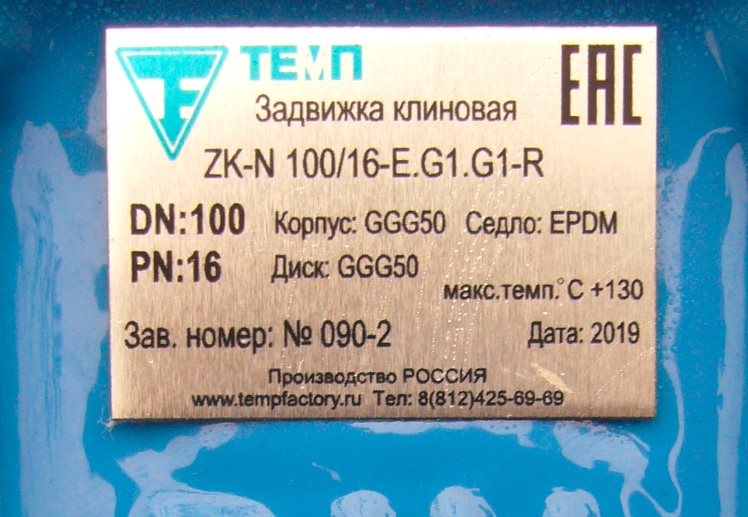 ТЕМП
EAC
Задвижка клиновая
ZK-N 100/16-E.G1.G1-R
DN:100 Корпус: GGG50 Седло: EPDM
PN:16 Диск: GGG50
макс.темп.°C +130
Зав. номер: № 090-2 Дата: 2019
Производство РОССИЯ
www.tempfactory.ru Тел: 8(812)425-69-69